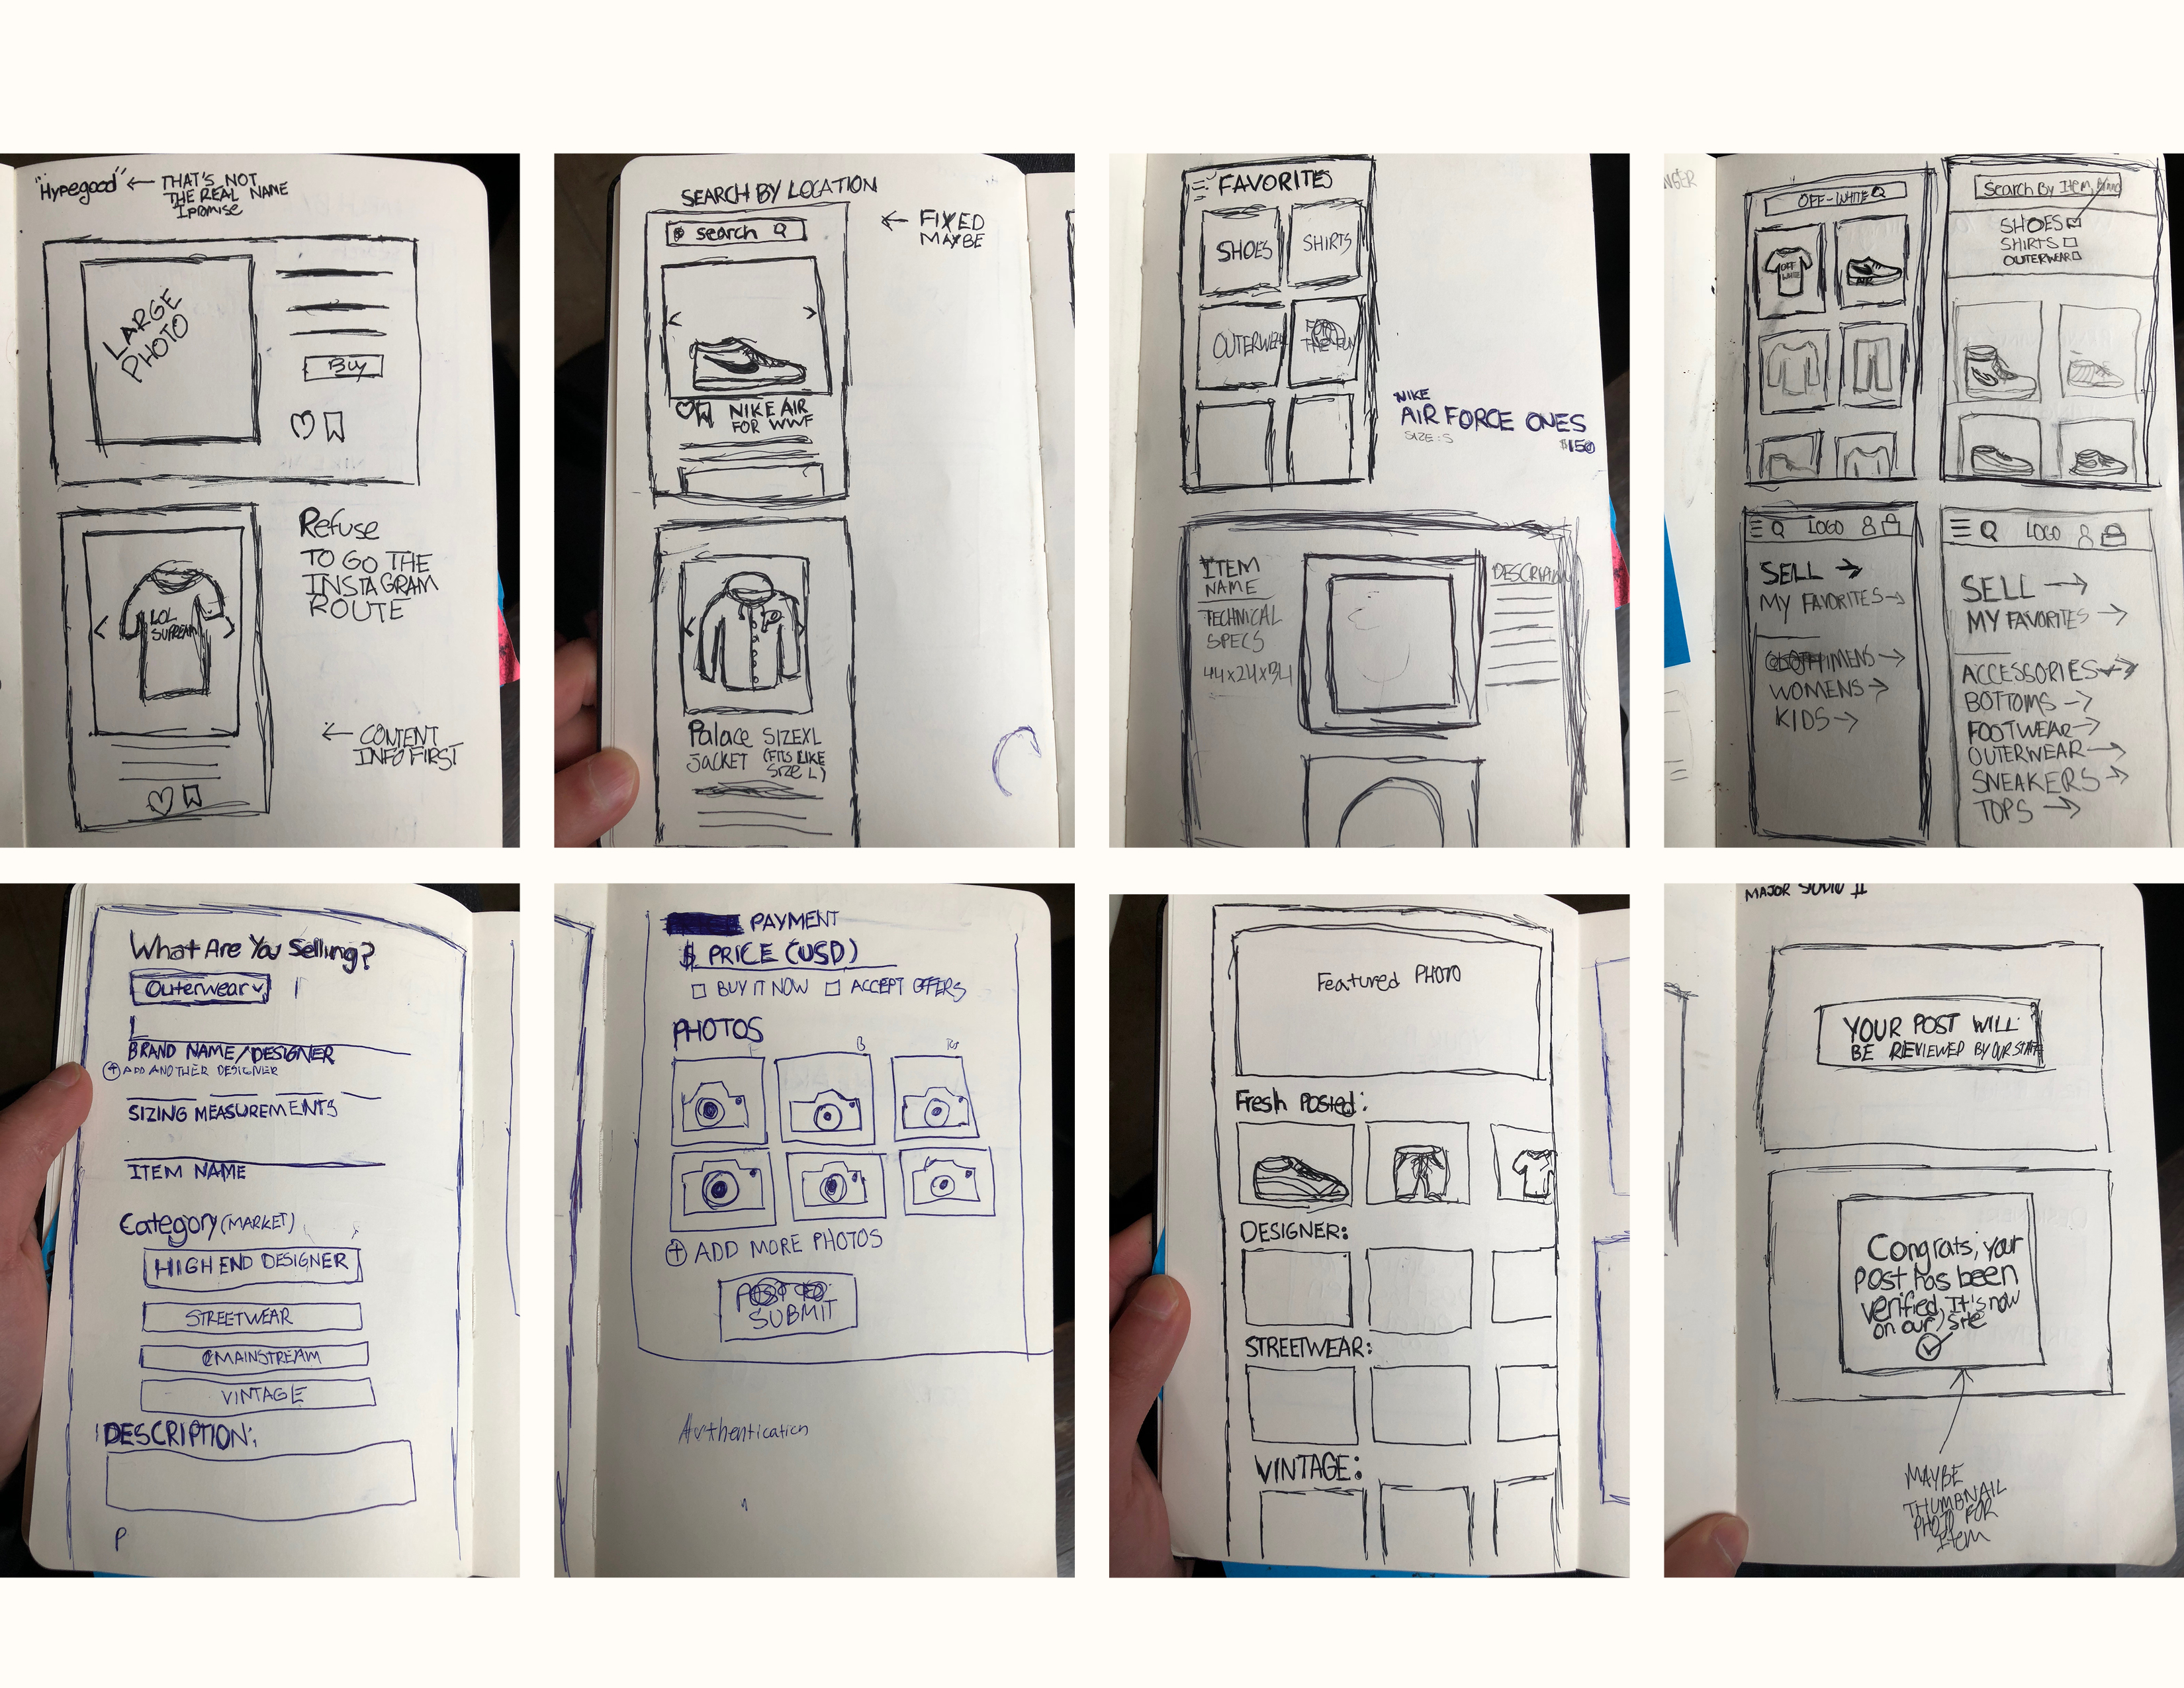 "Hypegood" ← THAT'S NOT
THE REAL NAME
I promise
LARGE
PHOTO
Buy
LOL
SUPREME
Refuse
TO GO THE
INSTAGRAM
ROUTE
← CONTENT
INFO FIRST
SEARCH BY LOCATION
search
← FIXED
MAYBE
NIKE AIR
FOR WWF
P
Palace SIZE XL
JACKET (FITS LIKE
SIZE L)
FAVORITES
SHOES
SHIRTS
OUTERWEAR
NIKE
AIR FORCE ONES
SIZE: S
$150
ITEM
NAME
TECHNICAL
SPECS
44x24x34
DESCRIPTION
OFF-WHITE
OFF
WHITE
AIR
Search By Item, Brand
SHOES
SHIRTS
OUTERWEAR
LOGO
SELL →
MY FAVORITES →
MENS →
WOMENS →
KIDS →
LOGO
SELL →
MY FAVORITES →
ACCESSORIES →
BOTTOMS →
FOOTWEAR →
OUTERWEAR →
SNEAKERS →
TOPS →
What Are You Selling?
Outerwear
BRAND NAME/DESIGNER
+ ADD ANOTHER DESIGNER
SIZING MEASUREMENTS
ITEM NAME
Category (MARKET)
HIGH END DESIGNER
STREETWEAR
MAINSTREAM
VINTAGE
DESCRIPTION:
P
PAYMENT
$ PRICE (USD)
BUY IT NOW
ACCEPT OFFERS
PHOTOS
+ ADD MORE PHOTOS
SUBMIT
Authentication
Featured PHOTO
Fresh Posted:
DESIGNER:
STREETWEAR:
VINTAGE:
MAJOR STUDIO II
YOUR POST WILL
BE REVIEWED BY OUR STAFF
Congrats, your
post has been
verified, It's now
on our site
MAYBE
THUMBNAIL
PHOTO FOR
Item